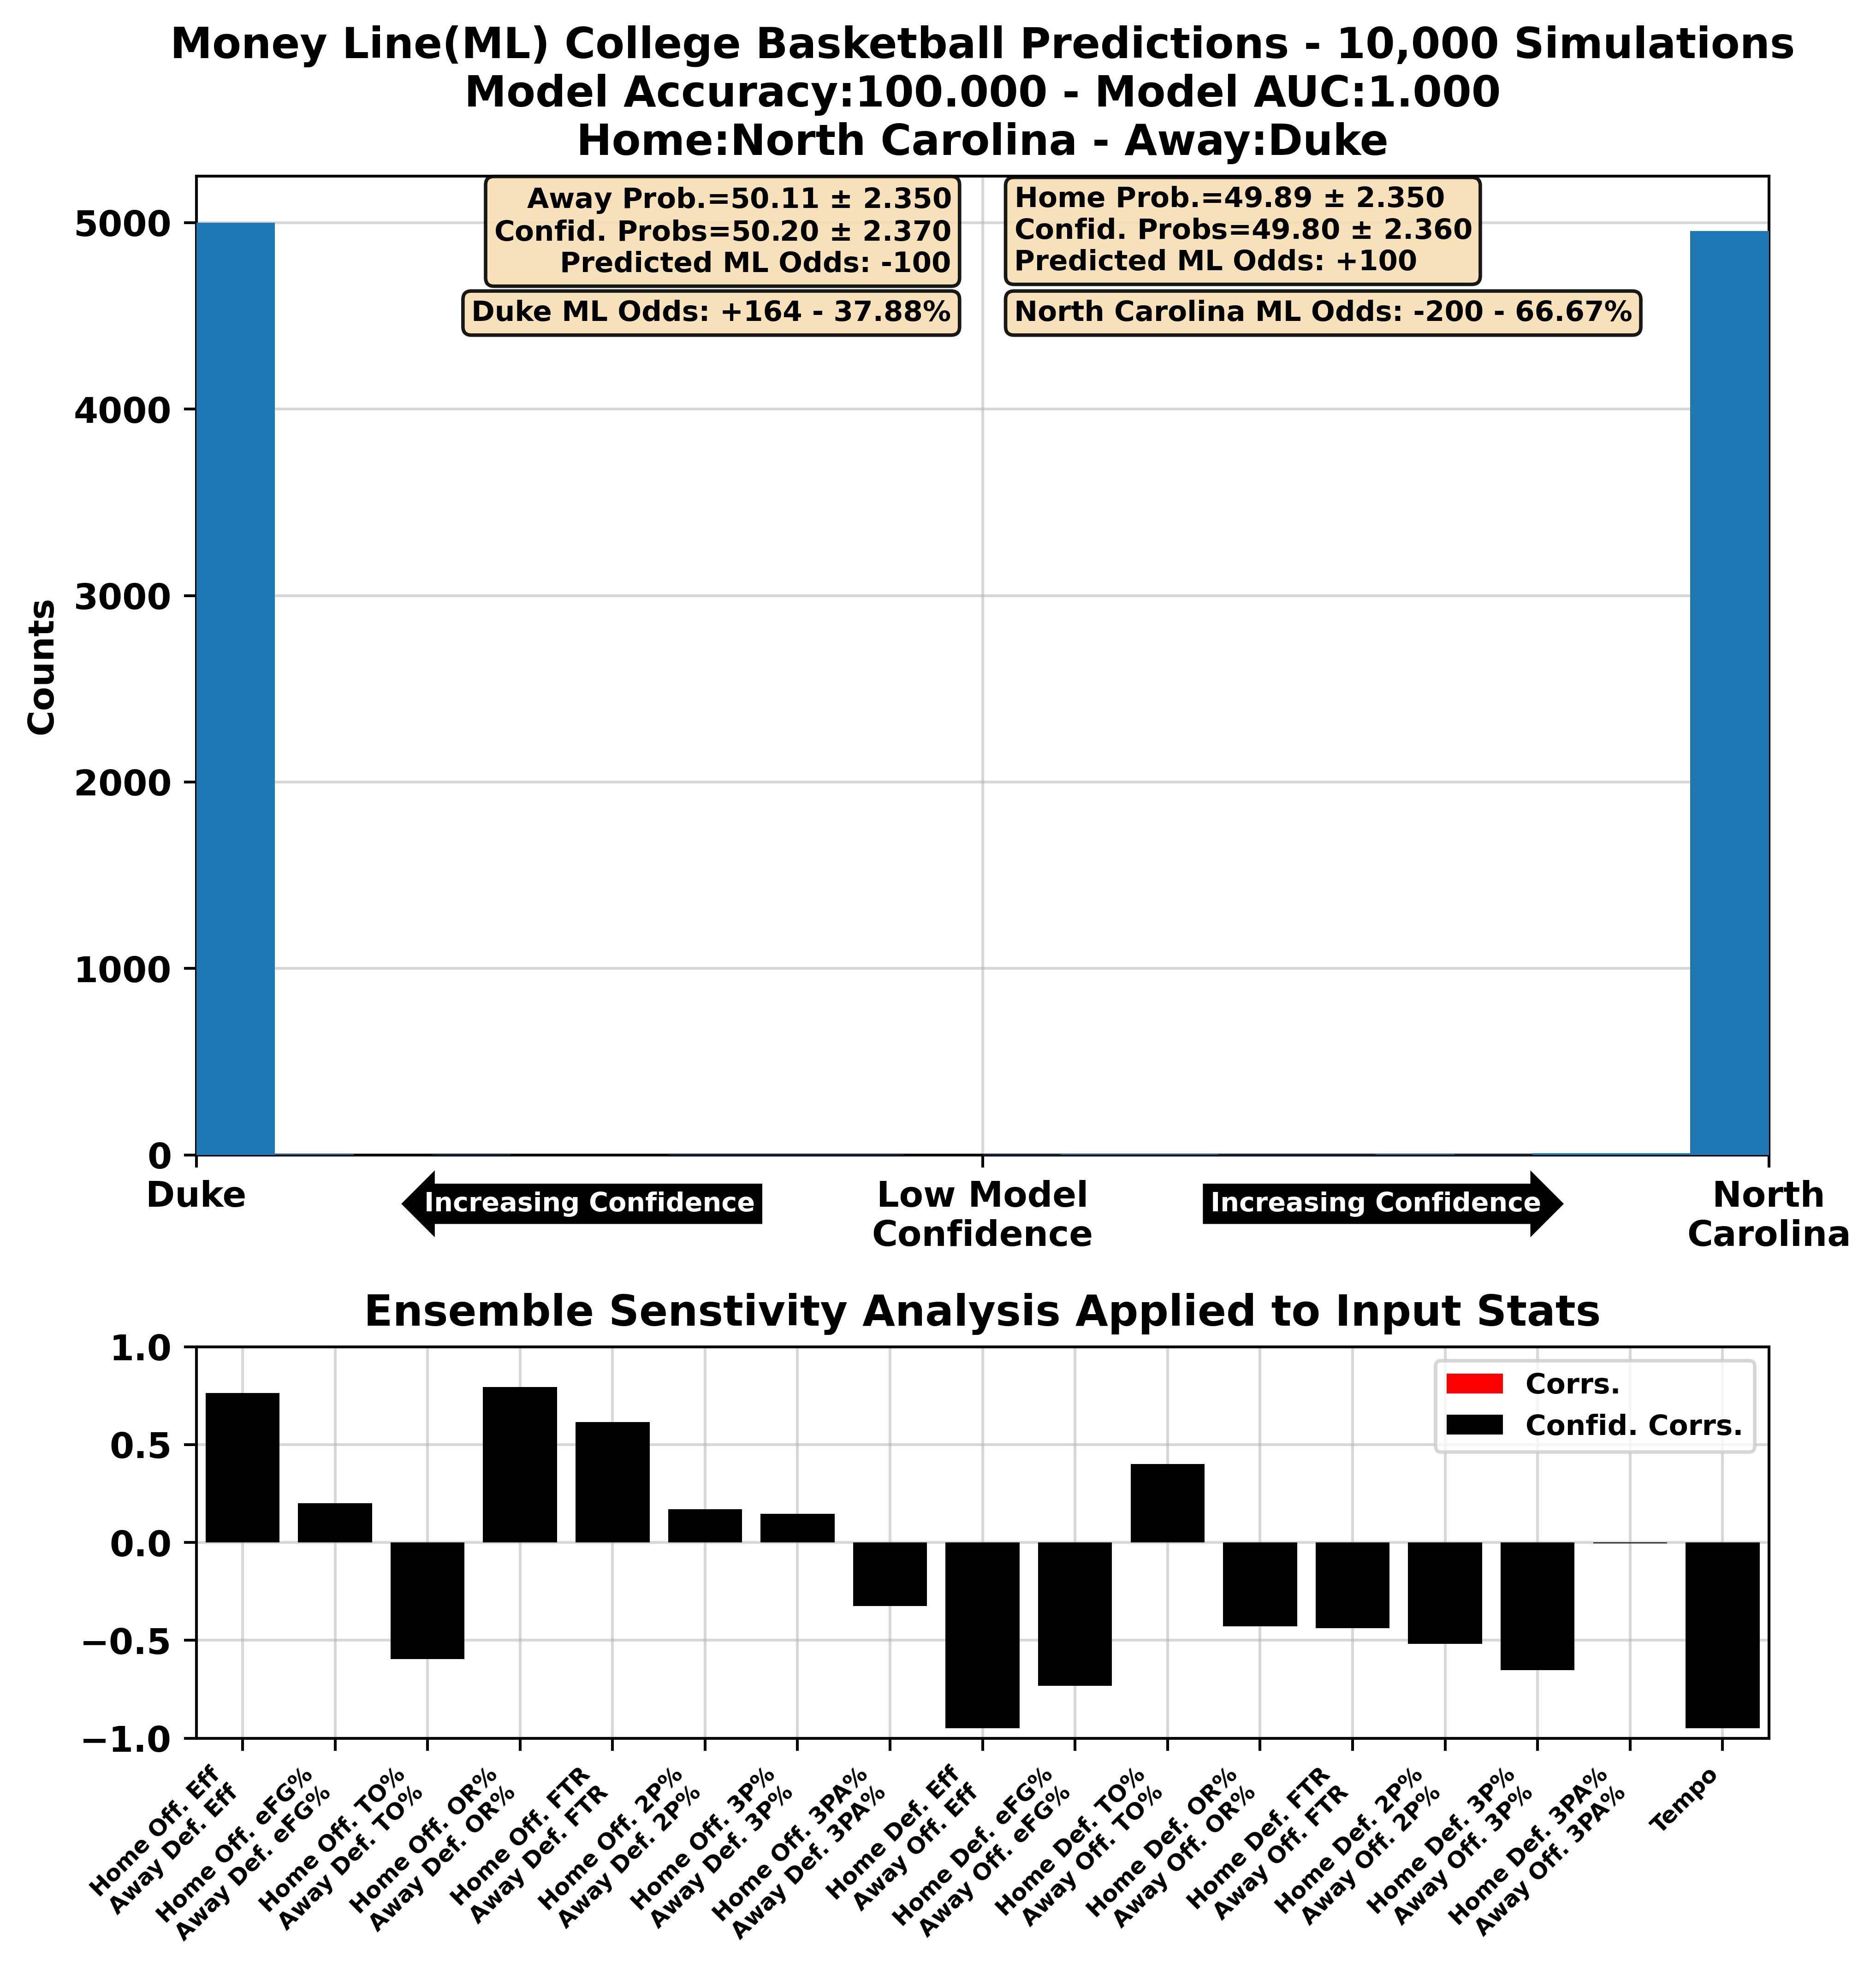 Money Line(ML) College Basketball Predictions - 10,000 Simulations
Model Accuracy:100.000 - Model AUC:1.000
Home:North Carolina - Away:Duke
Away Prob.=50.11 ± 2.350
Confid. Probs=50.20 ± 2.370
Predicted ML Odds: -100
Duke ML Odds: +164 - 37.88%
Home Prob.=49.89 ± 2.350
Confid. Probs=49.80 ± 2.360
Predicted ML Odds: +100
North Carolina ML Odds: -200 - 66.67%
Counts
5000
4000
3000
2000
1000
0
Duke
Increasing Confidence
Low Model
Confidence
Increasing Confidence
North
Carolina
Ensemble Senstivity Analysis Applied to Input Stats
1.0
0.5
0.0
−0.5
−1.0
Corrs.
Confid. Corrs.
Home Off. Eff
Away Def. Eff
Home Off. eFG%
Away Def. eFG%
Home Off. TO%
Away Def. TO%
Home Off. OR%
Away Def. OR%
Home Off. FTR
Away Def. FTR
Home Off. 2P%
Away Def. 2P%
Home Off. 3P%
Away Def. 3P%
Home Off. 3PA%
Away Def. 3PA%
Home Def. Eff
Away Off. Eff
Home Def. eFG%
Away Off. eFG%
Home Def. TO%
Away Off. TO%
Home Def. OR%
Away Off. OR%
Home Def. FTR
Away Off. FTR
Home Def. 2P%
Away Off. 2P%
Home Def. 3P%
Away Off. 3P%
Home Def. 3PA%
Away Off. 3PA%
Tempo